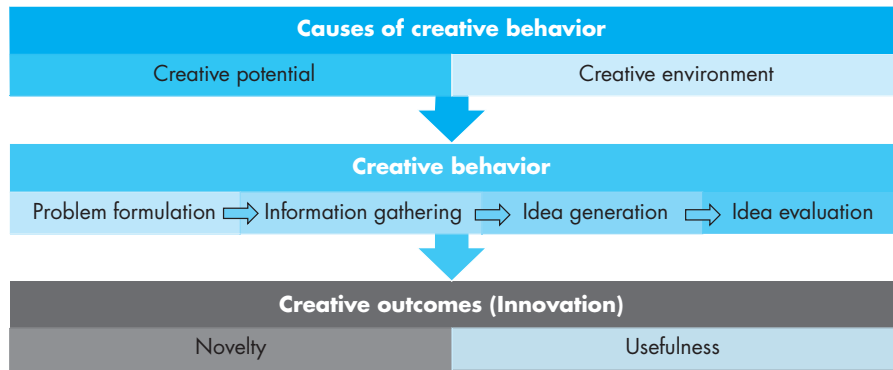 Causes of creative behavior
Creative potential Creative environment
Creative behavior
Problem formulation Information gathering Idea generation Idea evaluation
Creative outcomes (Innovation)
Novelty Usefulness